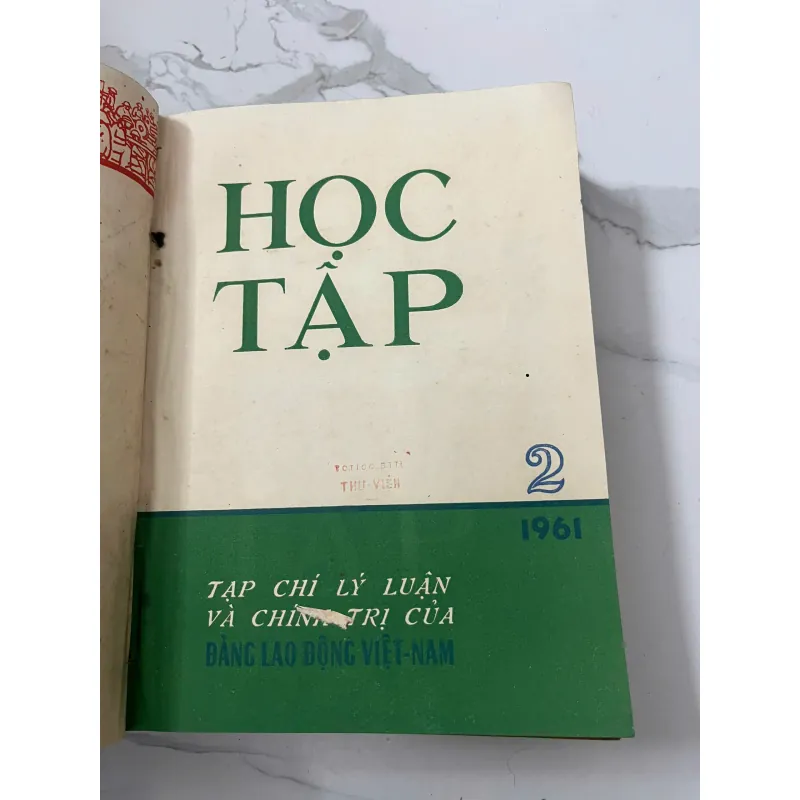 HỌC
TẬP
THƯ-VIỆN
2
1961
TẠP CHÍ LÝ LUẬN
VÀ CHÍNH TRỊ CỦA
ĐẢNG LAO ĐỘNG VIỆT-NAM